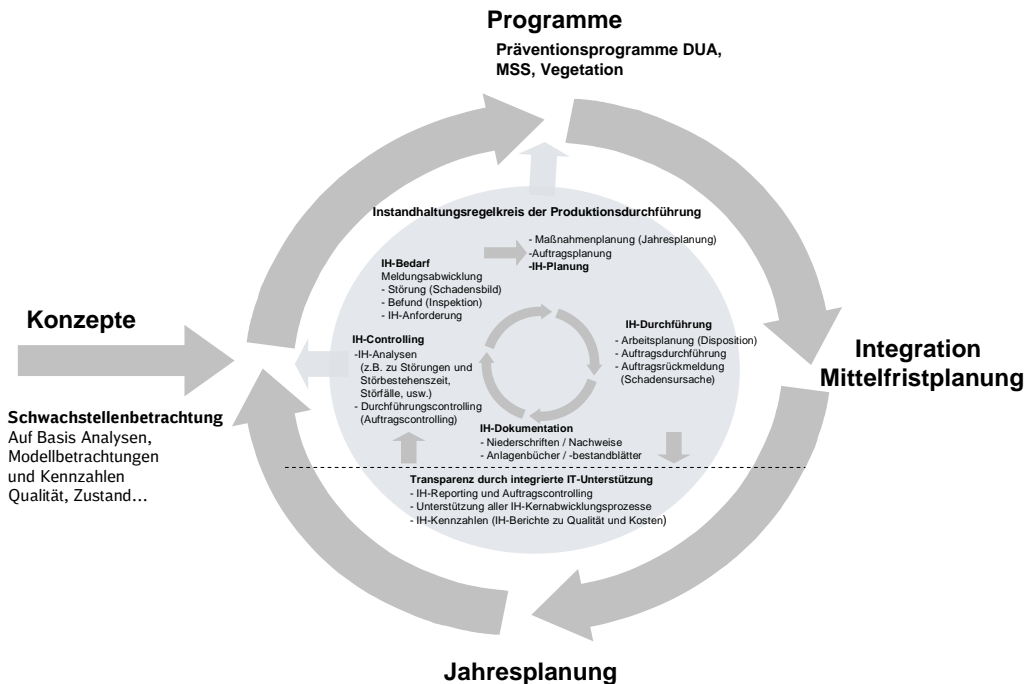 Programme
Präventionsprogramme DUA,
MSS, Vegetation
Instandhaltungsregelkreis der Produktionsdurchführung
- Maßnahmenplanung (Jahresplanung)
-Auftragsplanung
-IH-Planung
IH-Bedarf
Meldungsabwicklung
- Störung (Schadensbild)
- Befund (Inspektion)
- IH-Anforderung
Konzepte
IH-Controlling
-IH-Analysen
(z.B. zu Störungen und
Störbestehenszeit,
Störfälle, usw.)
- Durchführungscontrolling
(Auftragscontrolling)
IH-Durchführung
- Arbeitsplanung (Disposition)
- Auftragsdurchführung
- Auftragsrückmeldung
(Schadensursache)
Integration
Mittelfristplanung
Schwachstellenbetrachtung
Auf Basis Analysen,
Modellbetrachtungen
und Kennzahlen
Qualität, Zustand...
IH-Dokumentation
- Niederschriften / Nachweise
- Anlagenbücher / -bestandblätter
Transparenz durch integrierte IT-Unterstützung
- IH-Reporting und Auftragscontrolling
- Unterstützung aller IH-Kernabwicklungsprozesse
- IH-Kennzahlen (IH-Berichte zu Qualität und Kosten)
Jahresplanung